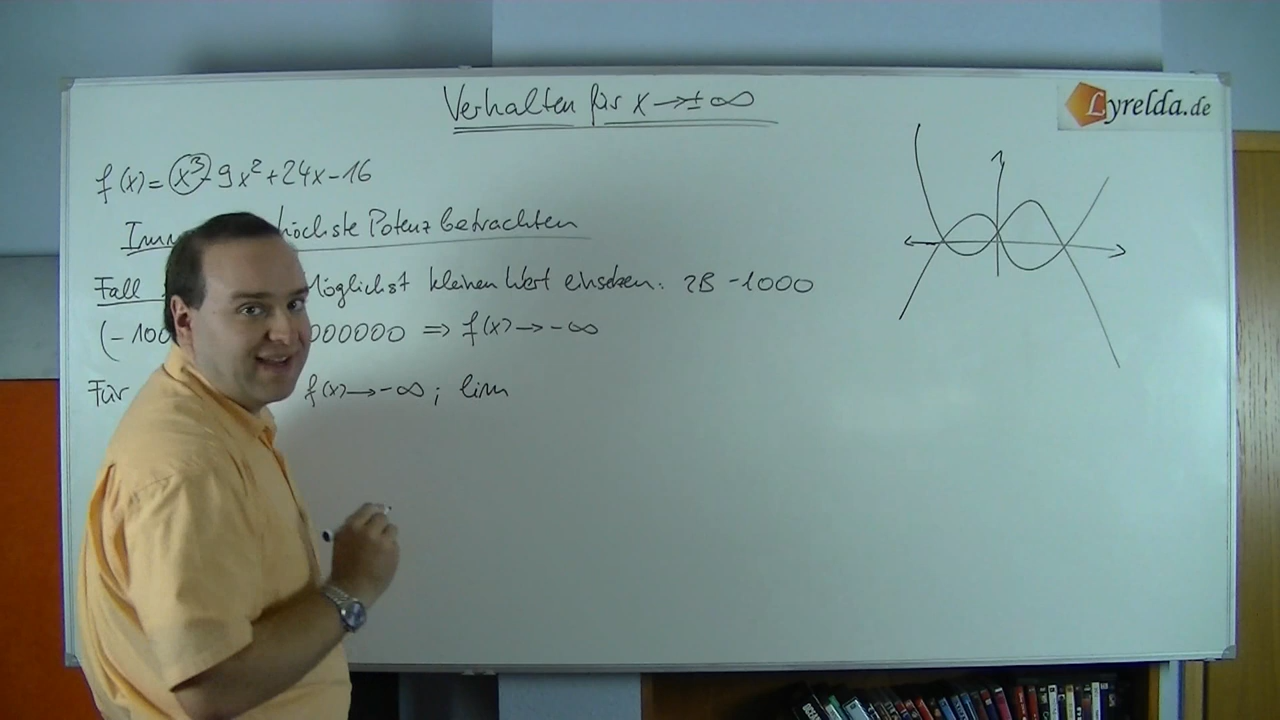 Verhalten für x → ± ∞
Lyrelda.de
f(x) = x³ - 9x² + 24x - 16
höchste Potenz betrachten
Fall Möglichst kleinen Wert einsetzen. zB -1000
(-100 000000 ⇒ f(x) → -∞
Für f(x) → -∞ ; lim